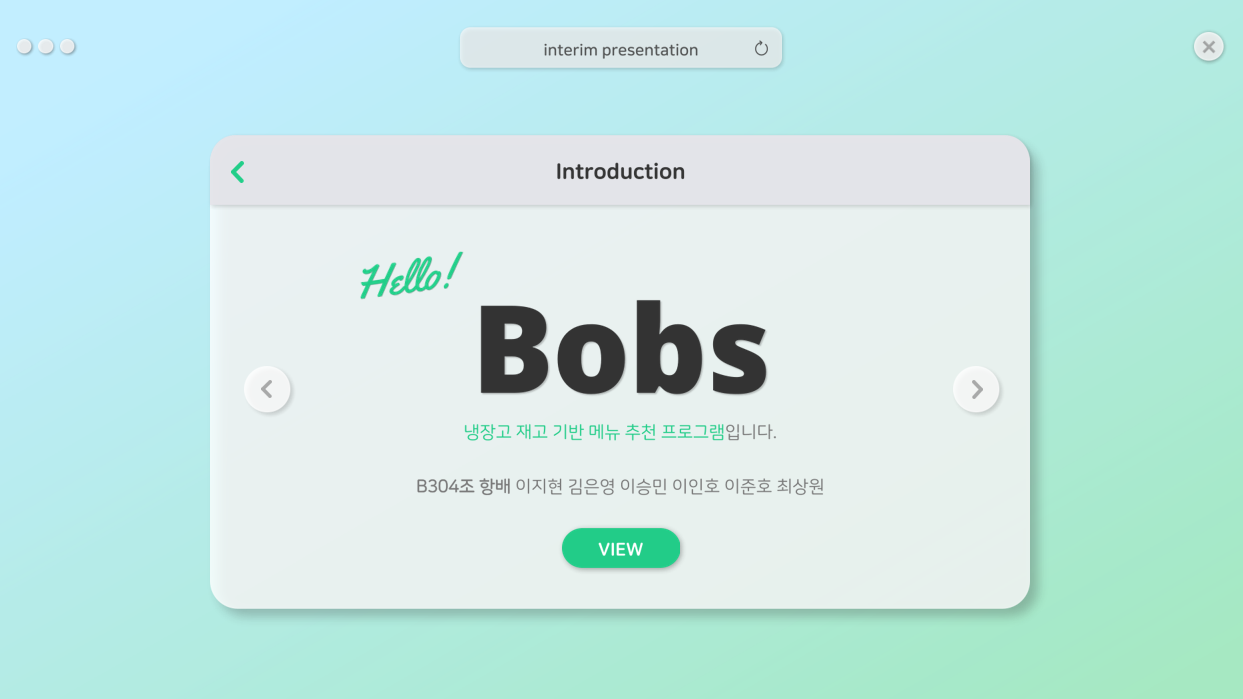 interim presentation
Introduction
Hello!
Bobs
냉장고 재고 기반 메뉴 추천 프로그램입니다.
B304조 항배 이지현 김은영 이승민 이인호 이준호 최상원
VIEW